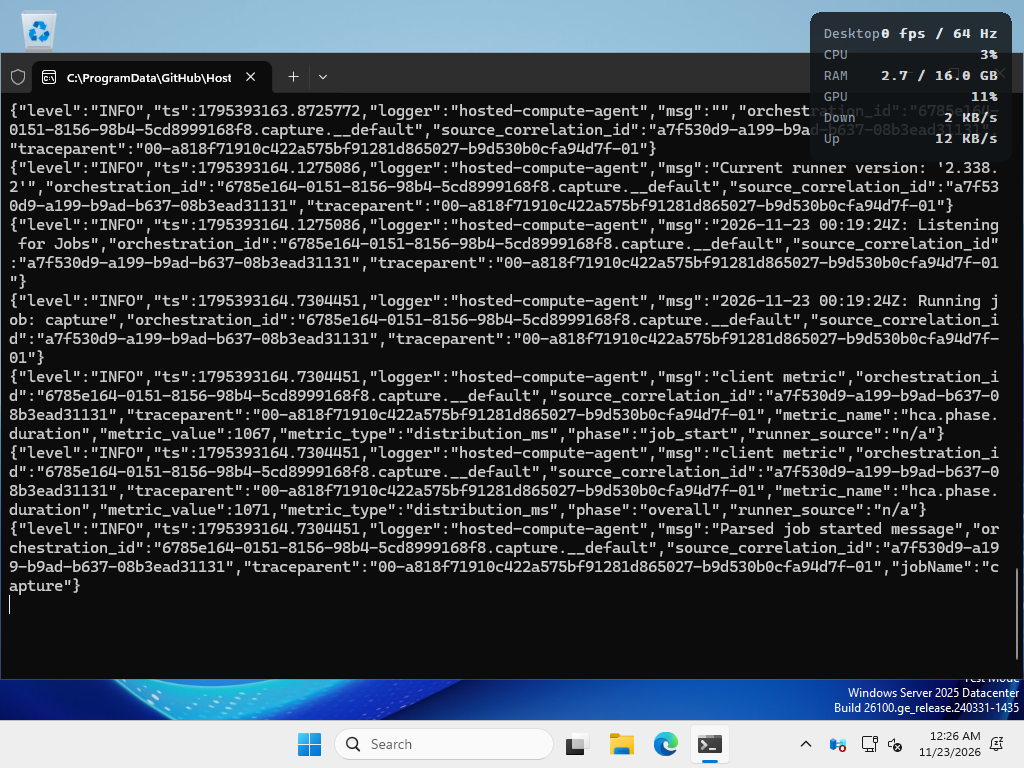 Desktop 0 fps / 64 Hz
CPU 3%
RAM 2.7 / 16.0 GB
GPU 11%
Down 2 KB/s
Up 12 KB/s
C:\ProgramData\GitHub\Host
{"level":"INFO","ts":1795393163.8725772,"logger":"hosted-compute-agent","msg":"","orchestration_id":"6785e164-
0151-8156-98b4-5cd8999168f8.capture.__default","source_correlation_id":"a7f530d9-a199-b9ad-b637-08b3ead31131",
"traceparent":"00-a818f71910c422a575bf91281d865027-b9d530b0cfa94d7f-01"}
{"level":"INFO","ts":1795393164.1275086,"logger":"hosted-compute-agent","msg":"Current runner version: '2.338.
2'","orchestration_id":"6785e164-0151-8156-98b4-5cd8999168f8.capture.__default","source_correlation_id":"a7f53
0d9-a199-b9ad-b637-08b3ead31131","traceparent":"00-a818f71910c422a575bf91281d865027-b9d530b0cfa94d7f-01"}
{"level":"INFO","ts":1795393164.1275086,"logger":"hosted-compute-agent","msg":"2026-11-23 00:19:24Z: Listening
 for Jobs","orchestration_id":"6785e164-0151-8156-98b4-5cd8999168f8.capture.__default","source_correlation_id"
:"a7f530d9-a199-b9ad-b637-08b3ead31131","traceparent":"00-a818f71910c422a575bf91281d865027-b9d530b0cfa94d7f-01
"}
{"level":"INFO","ts":1795393164.7304451,"logger":"hosted-compute-agent","msg":"2026-11-23 00:19:24Z: Running j
ob: capture","orchestration_id":"6785e164-0151-8156-98b4-5cd8999168f8.capture.__default","source_correlation_i
d":"a7f530d9-a199-b9ad-b637-08b3ead31131","traceparent":"00-a818f71910c422a575bf91281d865027-b9d530b0cfa94d7f-
01"}
{"level":"INFO","ts":1795393164.7304451,"logger":"hosted-compute-agent","msg":"client metric","orchestration_i
d":"6785e164-0151-8156-98b4-5cd8999168f8.capture.__default","source_correlation_id":"a7f530d9-a199-b9ad-b637-0
8b3ead31131","traceparent":"00-a818f71910c422a575bf91281d865027-b9d530b0cfa94d7f-01","metric_name":"hca.phase.
duration","metric_value":1067,"metric_type":"distribution_ms","phase":"job_start","runner_source":"n/a"}
{"level":"INFO","ts":1795393164.7304451,"logger":"hosted-compute-agent","msg":"client metric","orchestration_i
d":"6785e164-0151-8156-98b4-5cd8999168f8.capture.__default","source_correlation_id":"a7f530d9-a199-b9ad-b637-0
8b3ead31131","traceparent":"00-a818f71910c422a575bf91281d865027-b9d530b0cfa94d7f-01","metric_name":"hca.phase.
duration","metric_value":1071,"metric_type":"distribution_ms","phase":"overall","runner_source":"n/a"}
{"level":"INFO","ts":1795393164.7304451,"logger":"hosted-compute-agent","msg":"Parsed job started message","or
chestration_id":"6785e164-0151-8156-98b4-5cd8999168f8.capture.__default","source_correlation_id":"a7f530d9-a19
9-b9ad-b637-08b3ead31131","traceparent":"00-a818f71910c422a575bf91281d865027-b9d530b0cfa94d7f-01","jobName":"c
apture"}
Test Mode
Windows Server 2025 Datacenter
Build 26100.ge_release.240331-1435
Search
12:26 AM
11/23/2026